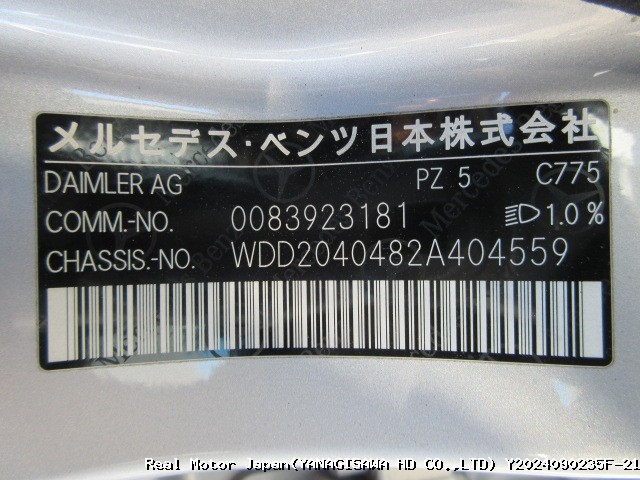 メルセデス・ベンツ日本株式会社
DAIMLER AG PZ 5 C775
COMM.-NO. 0083923181 1.0 %
CHASSIS.-NO. WDD2040482A404559
Real Motor Japan(YANAGISAWA HD CO.,LTD) Y2024090235F-21